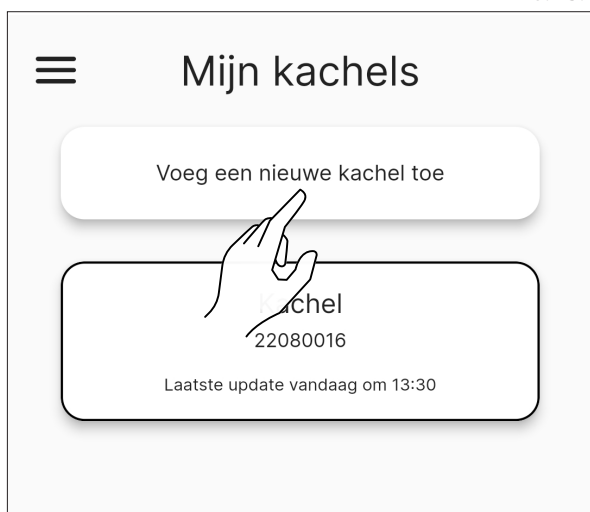 Mijn kachels
Voeg een nieuwe kachel toe
Kachel
22080016
Laatste update vandaag om 13:30